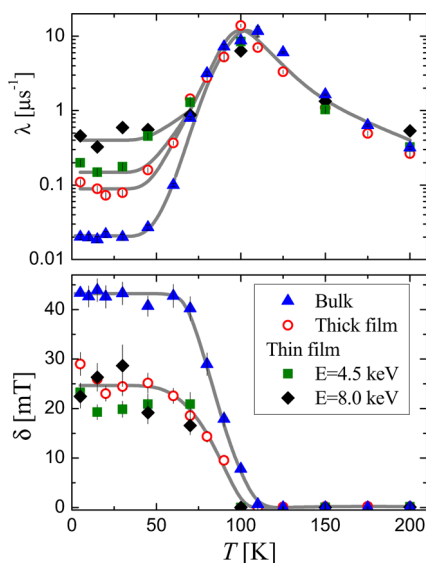 λ [μs⁻¹]
10
1
0.1
0.01
δ [mT]
40
30
20
10
0
Bulk
Thick film
Thin film
E=4.5 keV
E=8.0 keV
0 50 100 150 200
T [K]